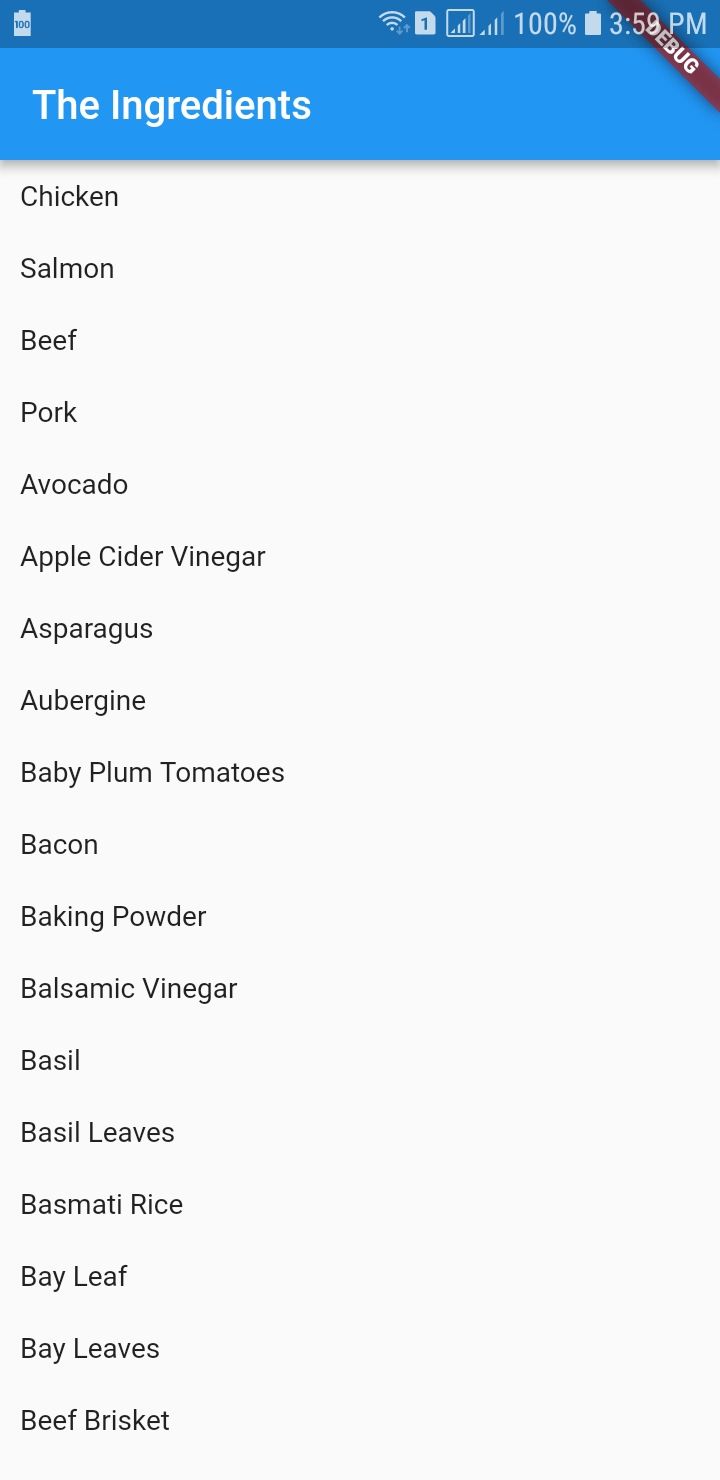 100
1
100%
3:59 PM
DEBUG
The Ingredients
Chicken
Salmon
Beef
Pork
Avocado
Apple Cider Vinegar
Asparagus
Aubergine
Baby Plum Tomatoes
Bacon
Baking Powder
Balsamic Vinegar
Basil
Basil Leaves
Basmati Rice
Bay Leaf
Bay Leaves
Beef Brisket